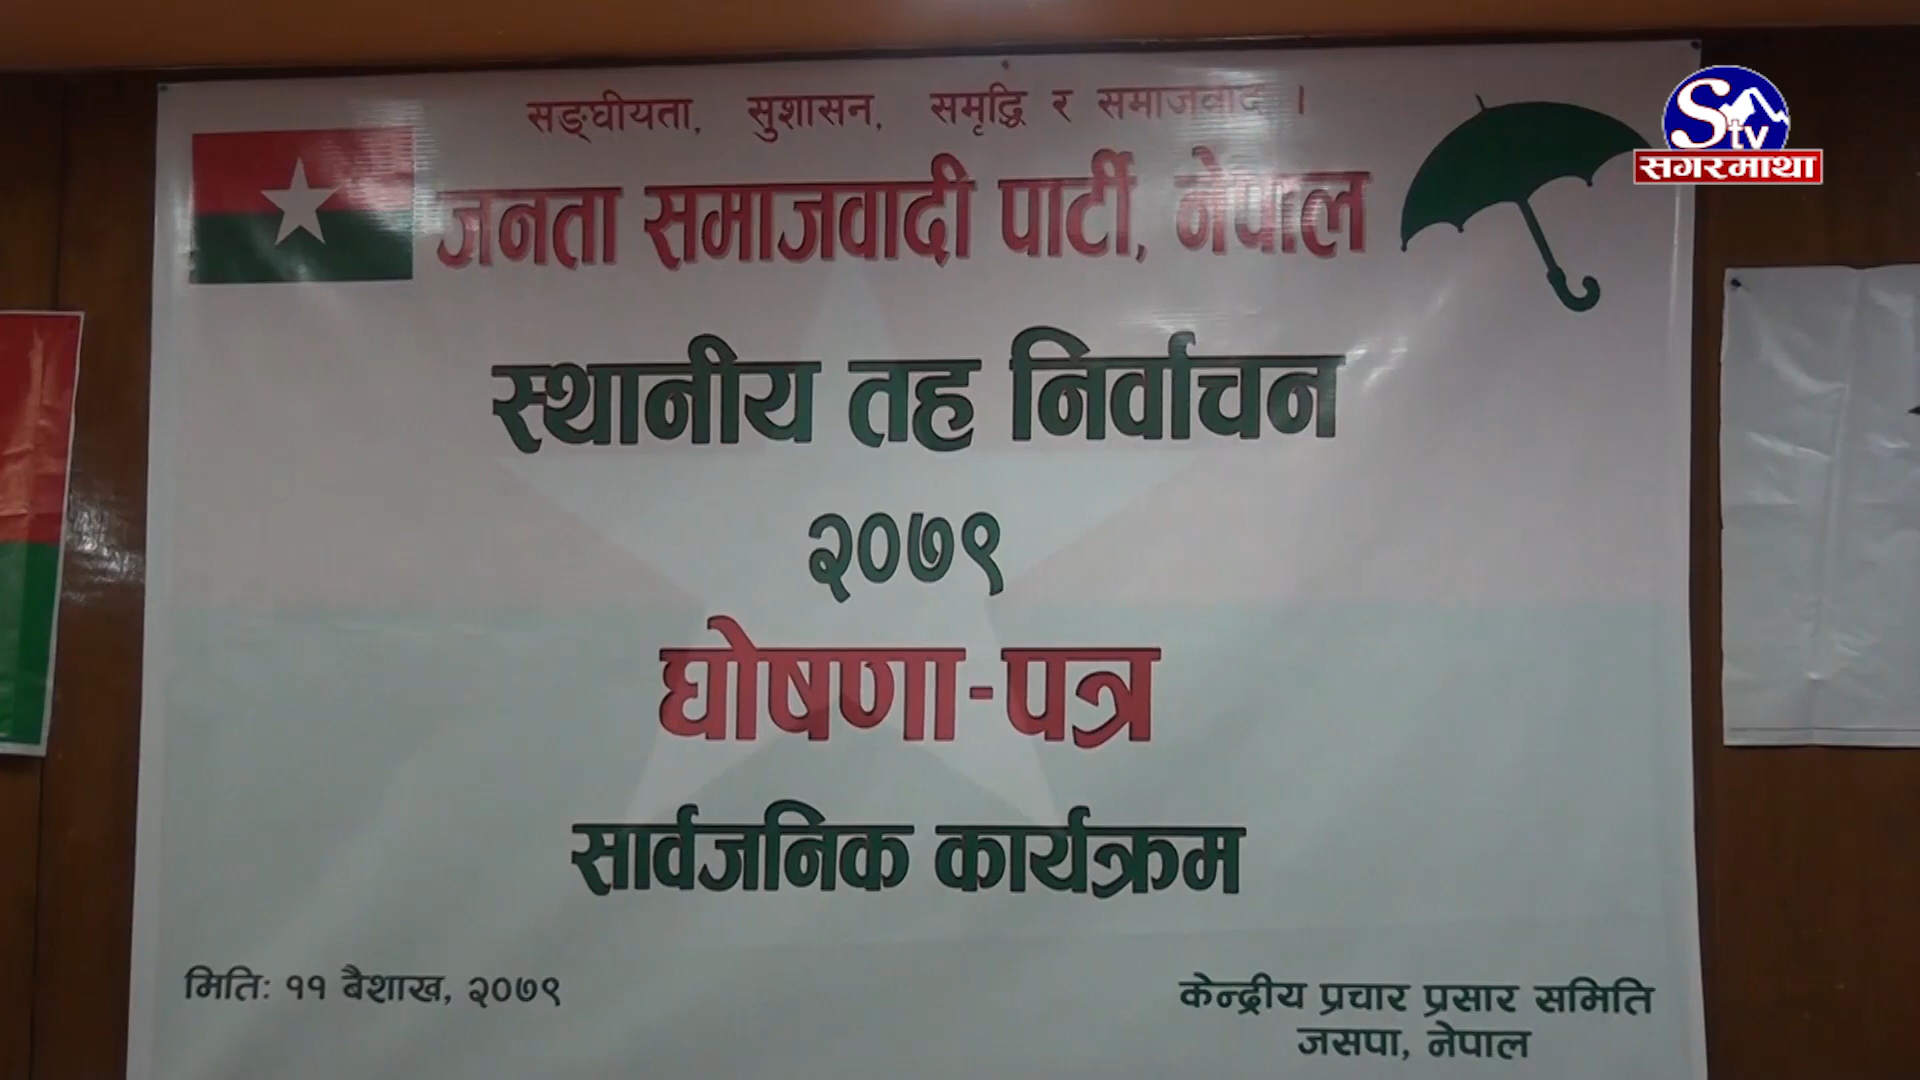 सङ्घीयता, सुशासन, समृद्धि र समाजवाद ।
जनता समाजवादी पार्टी, नेपाल
S tv
सगरमाथा
स्थानीय तह निर्वाचन
२०७९
घोषणा-पत्र
सार्वजनिक कार्यक्रम
मिति: ११ बैशाख, २०७९
केन्द्रीय प्रचार प्रसार समिति
जसपा, नेपाल